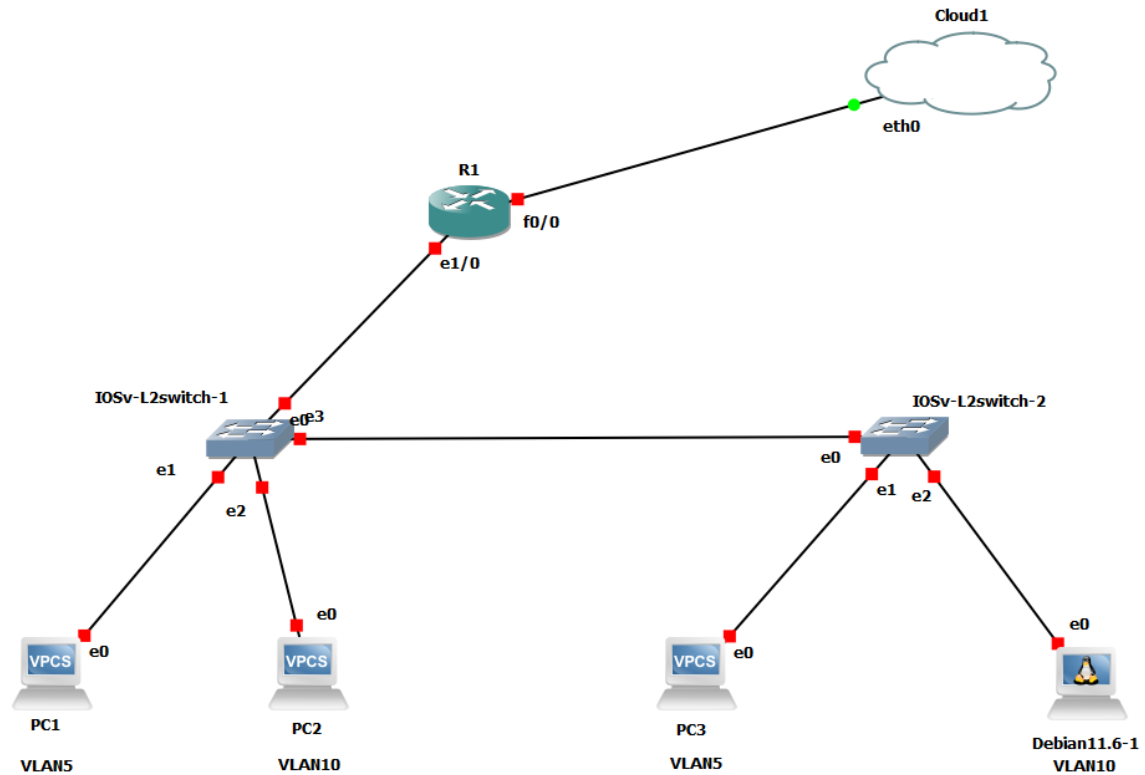 Cloud1
eth0
R1
f0/0
e1/0
IOSv-L2switch-1
e0
e3
IOSv-L2switch-2
e1
e2
e0
e1
e2
e0
e0
e0
e0
VPCS
VPCS
VPCS
PC1
PC2
PC3
Debian11.6-1
VLAN5
VLAN10
VLAN5
VLAN10